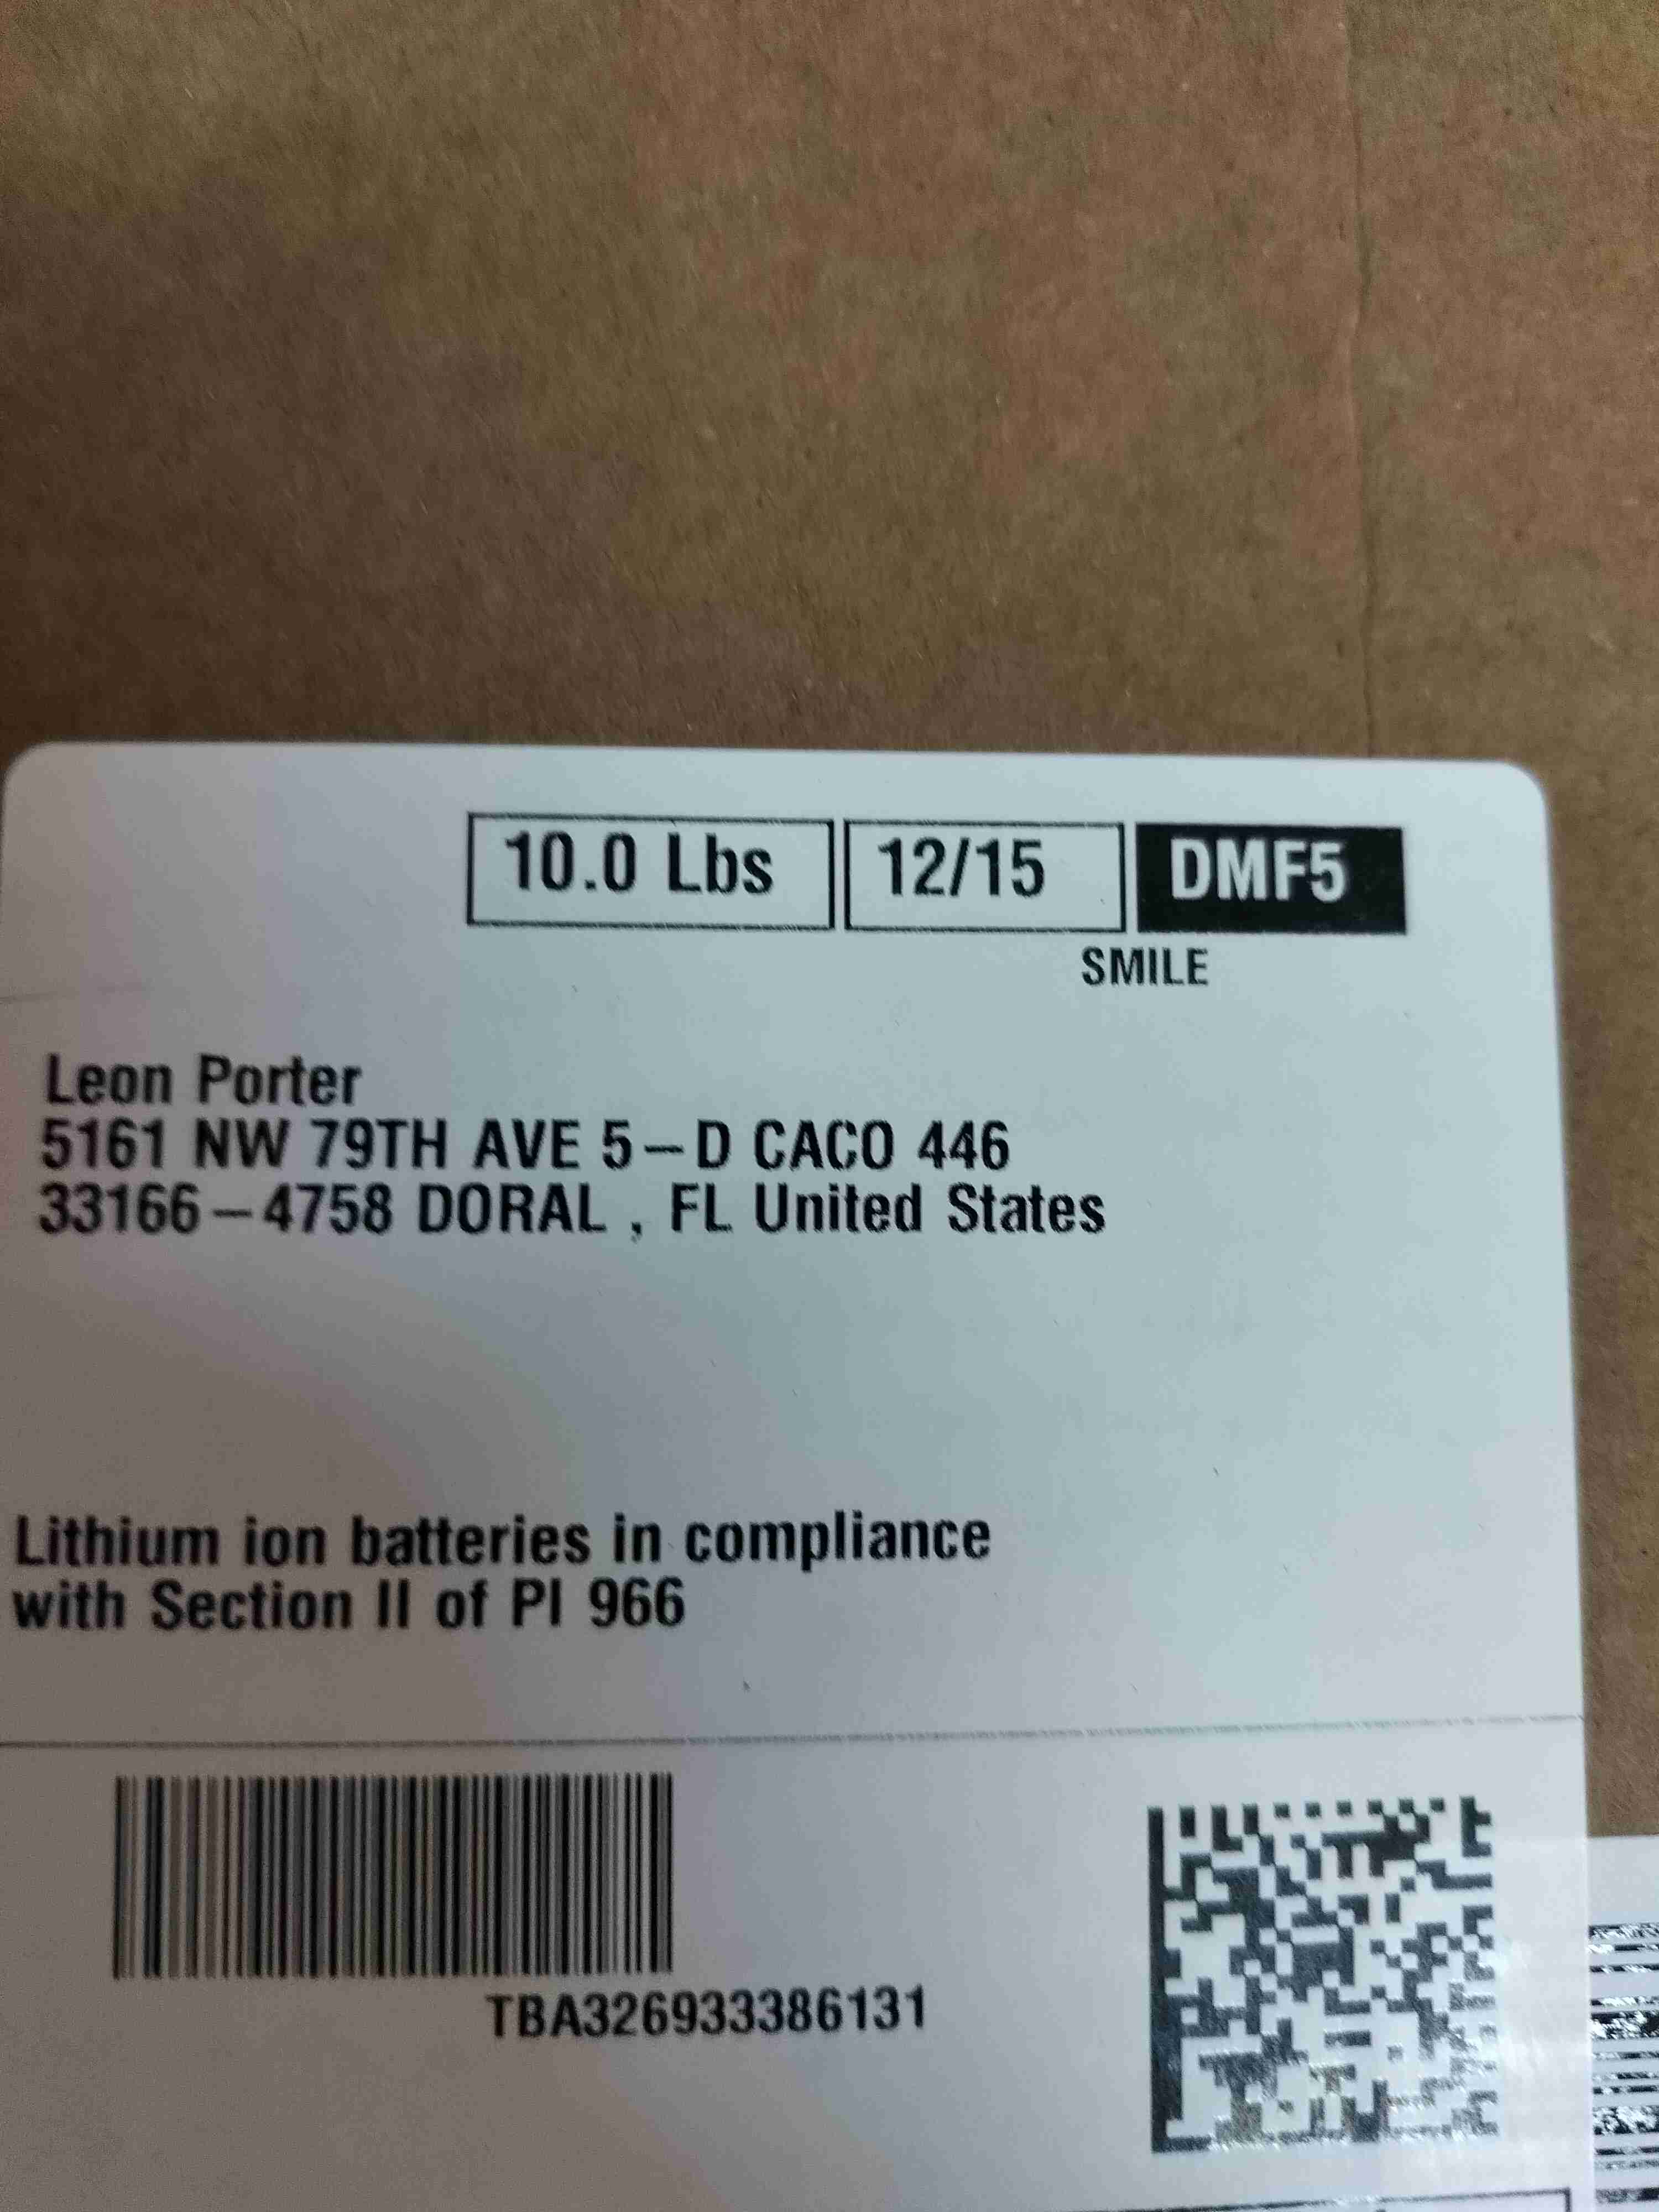 10.0 Lbs 12/15 DMF5
SMILE
Leon Porter
5161 NW 79TH AVE 5-D CACO 446
33166-4758 DORAL , FL United States
Lithium ion batteries in compliance
with Section II of PI 966
TBA326933386131